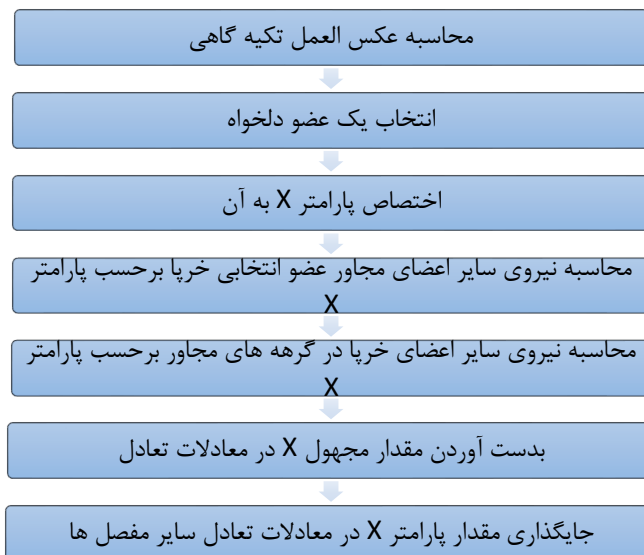 محاسبه عکس العمل تکیه گاهی
انتخاب یک عضو دلخواه
اختصاص پارامتر X به آن
محاسبه نیروی سایر اعضای مجاور عضو انتخابی خرپا برحسب پارامتر
X
محاسبه نیروی سایر اعضای خرپا در گرهه های مجاور برحسب پارامتر
X
بدست آوردن مقدار مجهول X در معادلات تعادل
جایگذاری مقدار پارامتر X در معادلات تعادل سایر مفصل ها